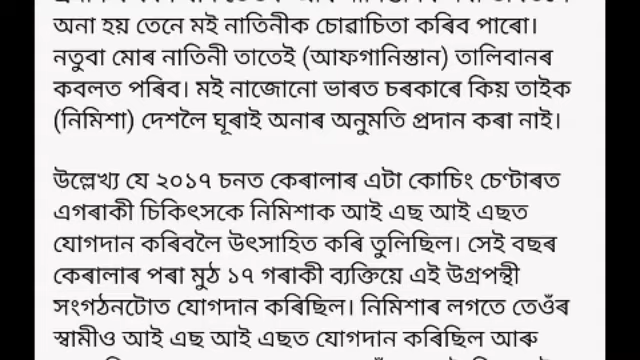 অনা হয় তেনে মই নাতিনীক চোৱাচিতা কৰিব পাৰো।
নতুবা মোৰ নাতিনী তাতেই (আফগানিস্তান) তালিবানৰ
কবলত পৰিব। মই নাজোনো ভাৰত চৰকাৰে কিয় তাইক
(নিমিশা) দেশলৈ ঘূৰাই অনাৰ অনুমতি প্ৰদান কৰা নাই।
উল্লেখ্য যে ২০১৭ চনত কেৰালাৰ এটা কোচিং চেণ্টাৰত
এগৰাকী চিকিৎসকে নিমিশাক আই এছ আই এছত
যোগদান কৰিবলৈ উৎসাহিত কৰি তুলিছিল। সেই বছৰ
কেৰালাৰ পৰা মুঠ ১৭ গৰাকী ব্যক্তিয়ে এই উগ্ৰপন্থী
সংগঠনটোত যোগদান কৰিছিল। নিমিশাৰ লগতে তেওঁৰ
স্বামীও আই এছ আই এছত যোগদান কৰিছিল আৰু